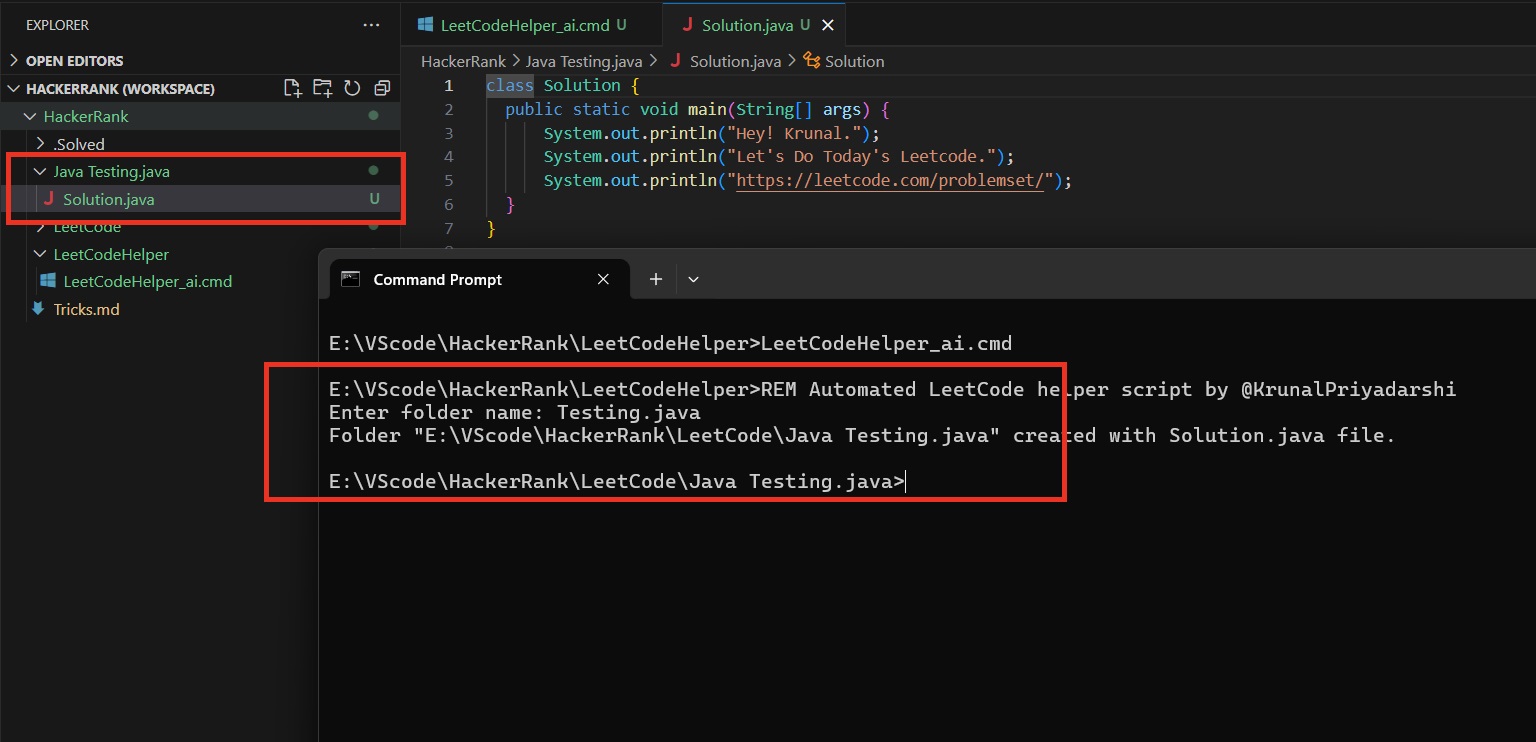 EXPLORER
OPEN EDITORS
HACKERRANK (WORKSPACE)
HackerRank
.Solved
Java Testing.java
Solution.java U
LeetCode
LeetCodeHelper
LeetCodeHelper_ai.cmd
Tricks.md
LeetCodeHelper_ai.cmd U
J Solution.java U
HackerRank > Java Testing.java > J Solution.java > Solution
1 class Solution {
2 public static void main(String[] args) {
3 System.out.println("Hey! Krunal.");
4 System.out.println("Let's Do Today's Leetcode.");
5 System.out.println("https://leetcode.com/problemset/");
6 }
7 }
Command Prompt
E:\VScode\HackerRank\LeetCodeHelper>LeetCodeHelper_ai.cmd
E:\VScode\HackerRank\LeetCodeHelper>REM Automated LeetCode helper script by @KrunalPriyadarshi
Enter folder name: Testing.java
Folder "E:\VScode\HackerRank\LeetCode\Java Testing.java" created with Solution.java file.
E:\VScode\HackerRank\LeetCode\Java Testing.java>